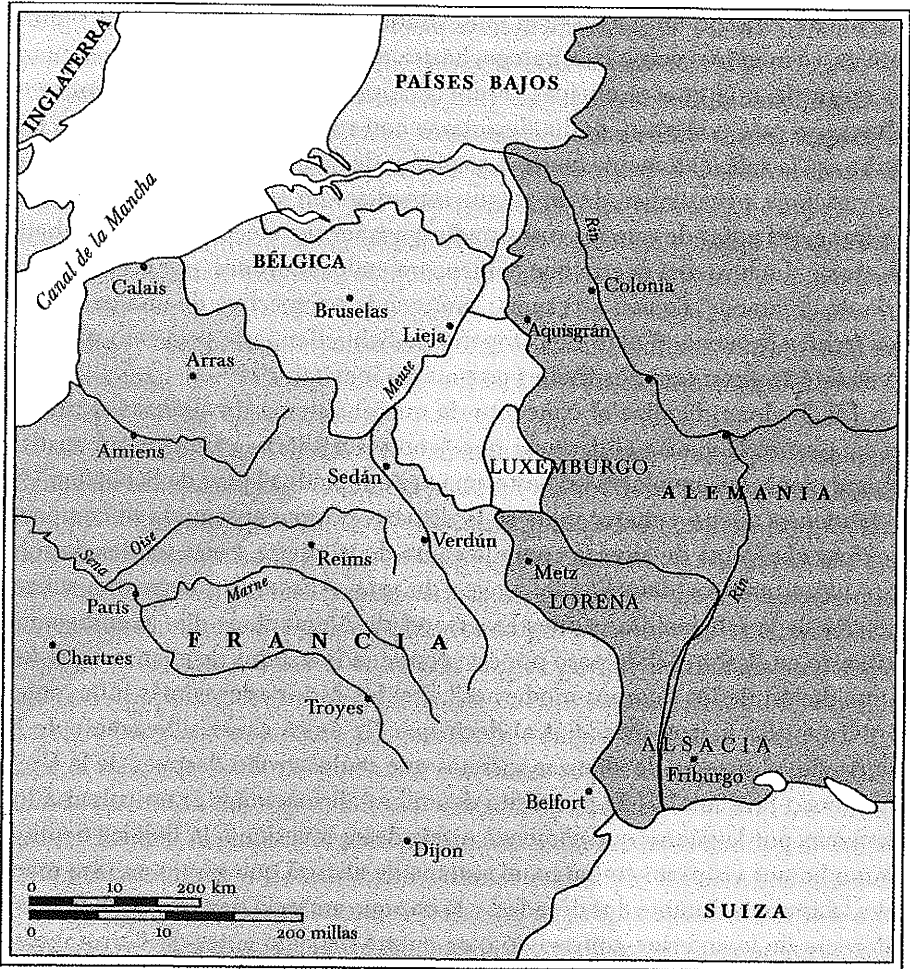 INGLATERRA
PAÍSES BAJOS
Canal de la Mancha
Rin
BÉLGICA
Calais
Bruselas
Colonia
Lieja
Aquisgrán
Arras
Meuse
Amiens
Sedán
LUXEMBURGO
ALEMANIA
Sena
Oise
Reims
Verdún
Metz
Rin
París
Marne
LORENA
FRANCIA
Chartres
Troyes
ALSACIA
Friburgo
Belfort
Dijon
0 10 200 km
0 10 200 millas
SUIZA